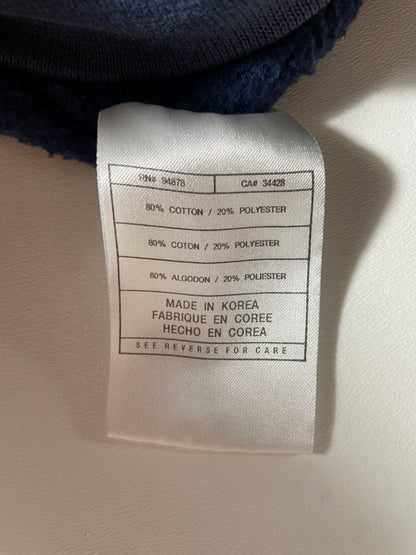 RN# 94878 CA# 34428
80% COTTON / 20% POLYESTER
80% COTON / 20% POLYESTER
80% ALGODON / 20% POLIESTER
MADE IN KOREA
FABRIQUE EN COREE
HECHO EN COREA
SEE REVERSE FOR CARE